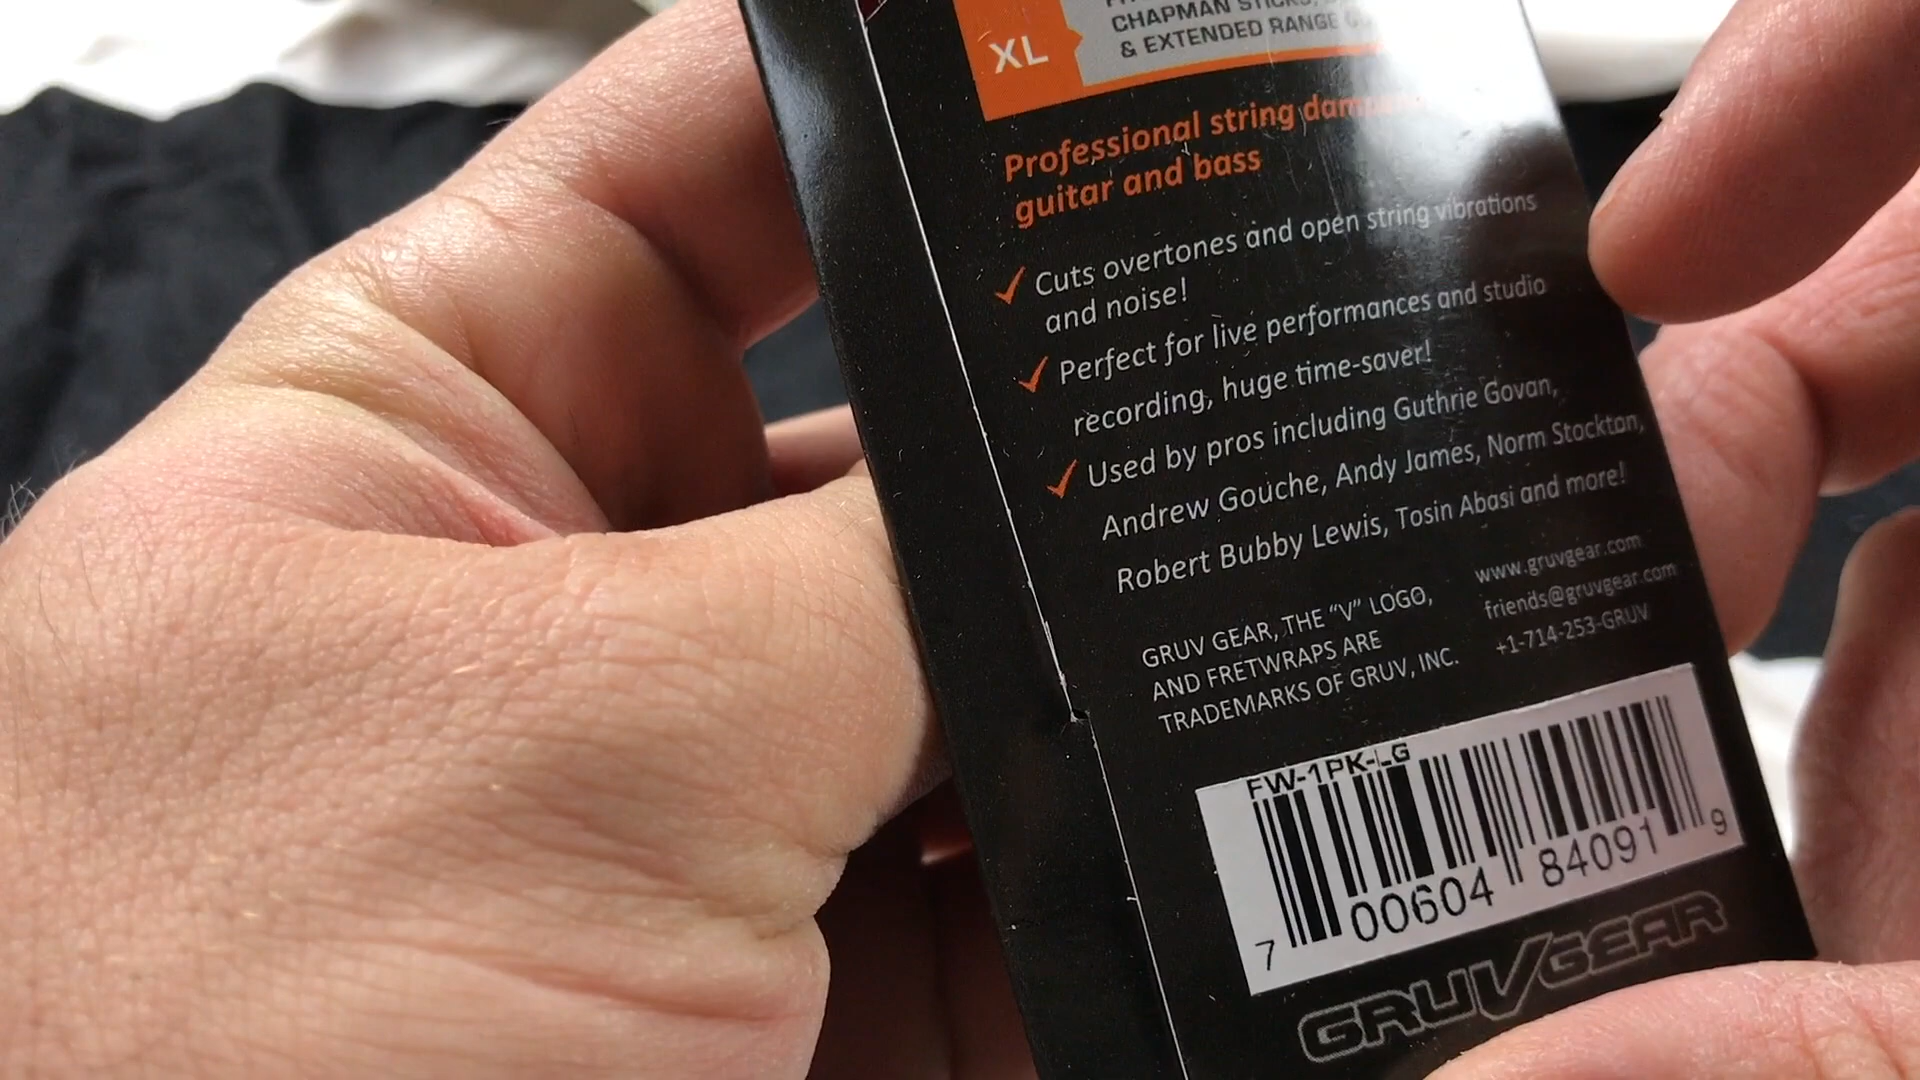 XL
CHAPMAN STICKS,
& EXTENDED RANGE
Professional string
guitar and bass
✓ Cuts overtones and open string vibrations
and noise!
✓ Perfect for live performances and studio
recording, huge time-saver!
✓ Used by pros including Guthrie Govan,
Andrew Gouche, Andy James, Norm Stockton,
Robert Bubby Lewis, Tosin Abasi and more!
GRUV GEAR, THE “V” LOGO,
AND FRETWRAPS ARE
TRADEMARKS OF GRUV, INC.
www.gruvgear.com
friends@gruvgear.com
+1-714-253-GRUV
FW-1PK-LG
7 00604 84091 9
GRUVGEAR